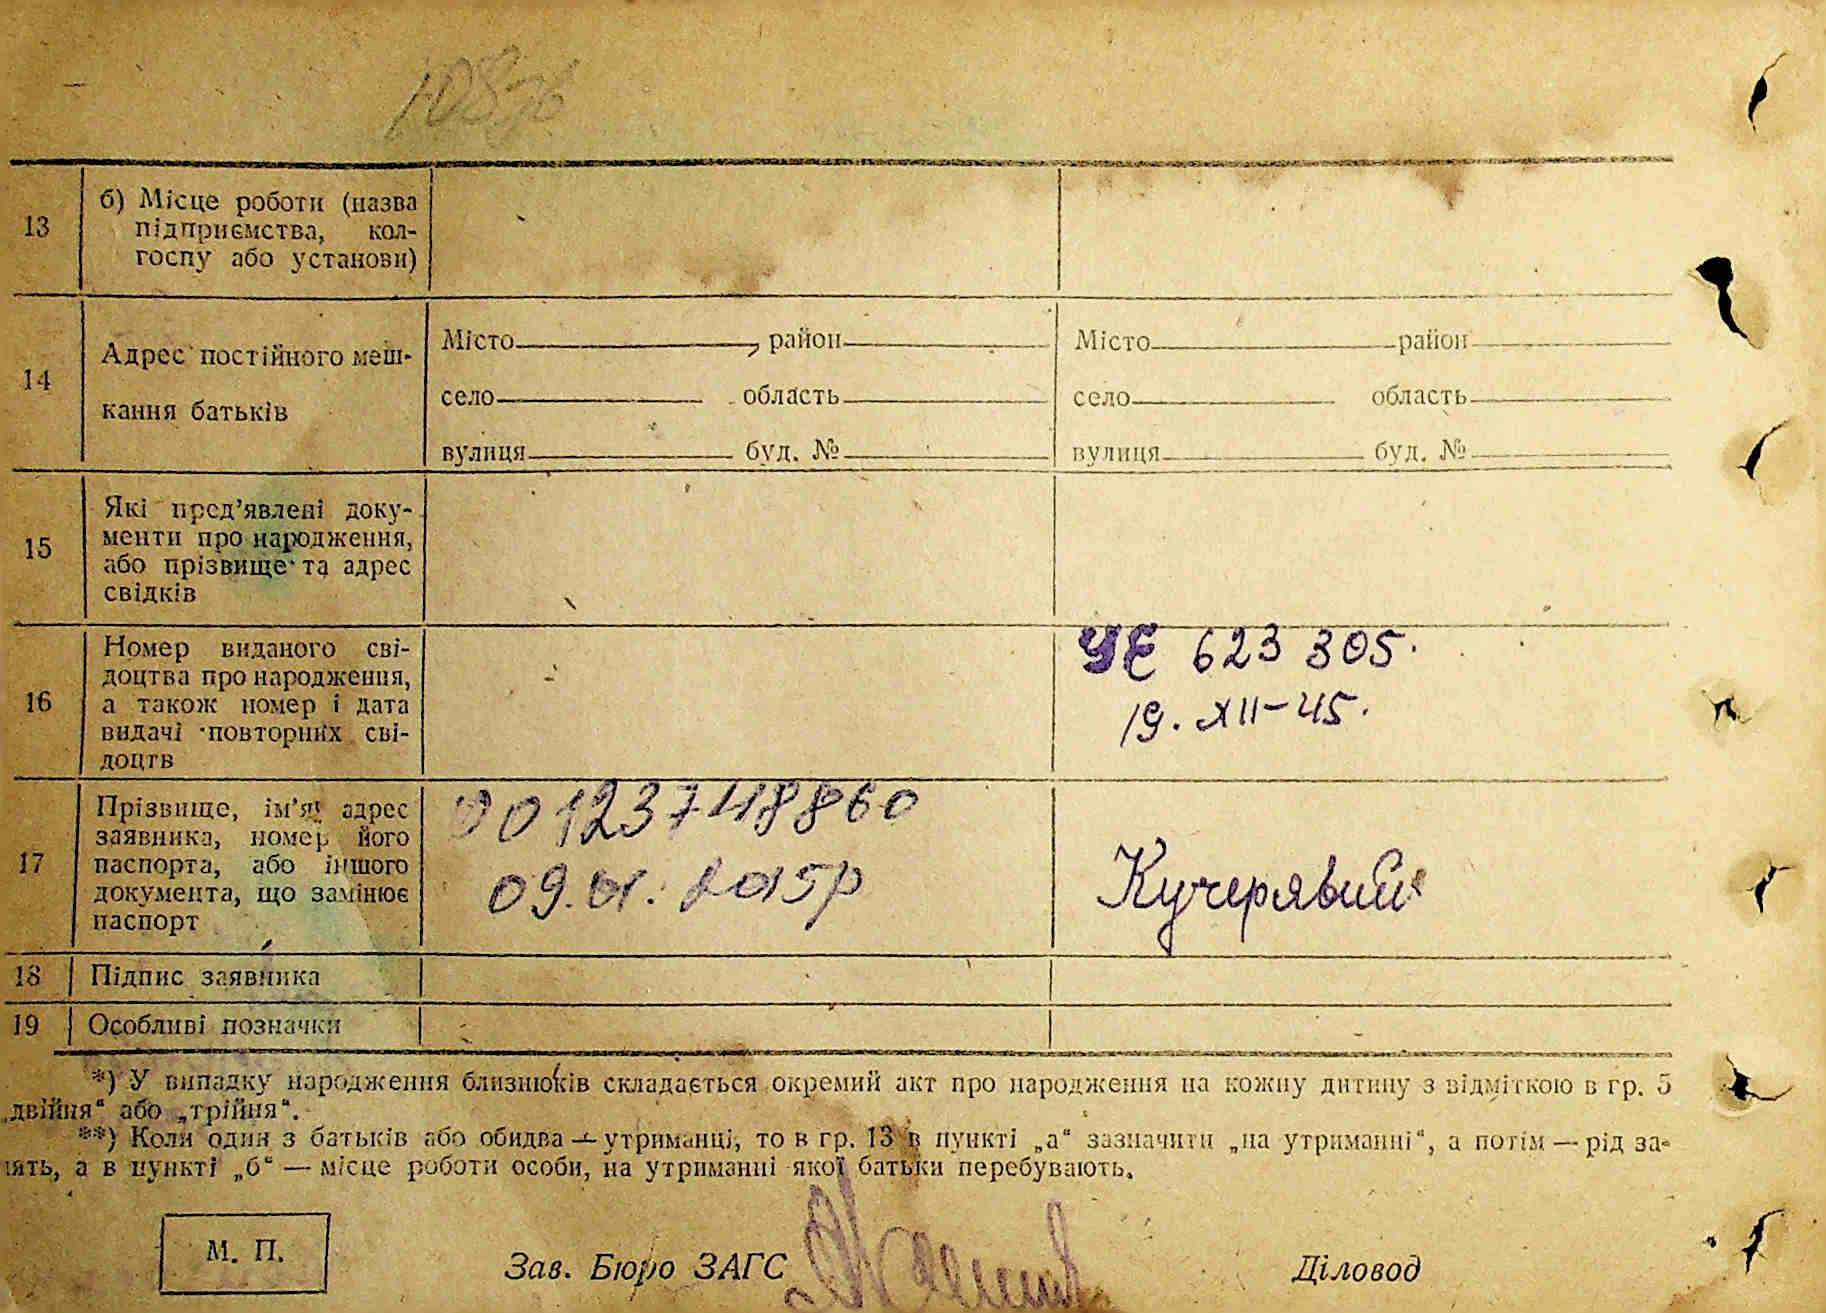 108
13
б) Місце роботи (назва
підприємства, кол-
госпу або установи)
14
Адрес постійного меш-
кання батьків
Місто , район
село область
вулиця буд. №
Місто район
село область
вулиця буд. №
15
Які пред’явлені доку-
менти про народження,
або прізвище та адрес
свідків
16
Номер виданого сві-
доцтва про народження,
а також номер і дата
видачі повторних сві-
доцтв
УЕ 623 305.
19. XII-45.
17
Прізвище, ім’я, адрес
заявника, номер його
паспорта, або іншого
документа, що замінює
паспорт
00123748860
09.01.2015р
Кучерявий
18
Підпис заявника
19
Особливі позначки
*) У випадку народження близнюків складається окремий акт про народження на кожну дитину з відміткою в гр. 5
„двійня“ або „трійня“.
**) Коли один з батьків або обидва — утриманці, то в гр. 13 в пункті „а“ зазначити „на утриманні“, а потім — рід за-
нять, а в пункті „б“ — місце роботи особи, на утриманні якої батьки перебувають.
М. П.
Зав. Бюро ЗАГС
Діловод